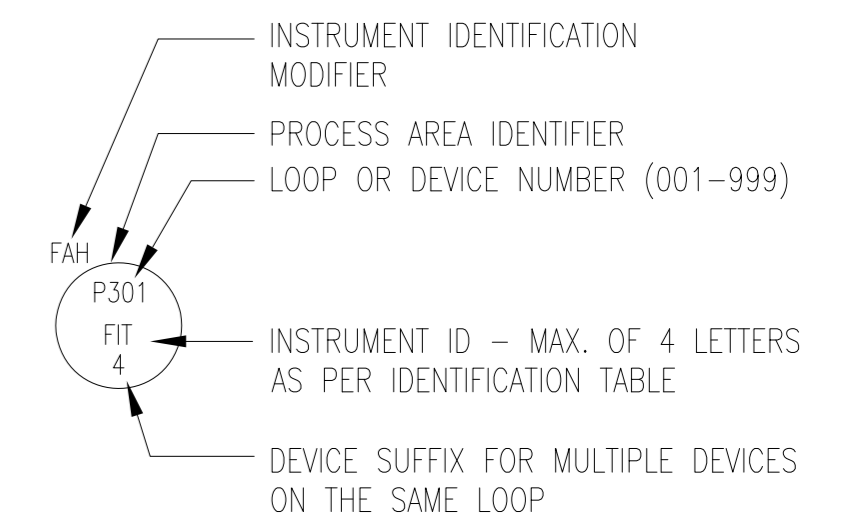 INSTRUMENT IDENTIFICATION
MODIFIER
PROCESS AREA IDENTIFIER
LOOP OR DEVICE NUMBER (001-999)
FAH
P301
FIT
4
INSTRUMENT ID - MAX. OF 4 LETTERS
AS PER IDENTIFICATION TABLE
DEVICE SUFFIX FOR MULTIPLE DEVICES
ON THE SAME LOOP